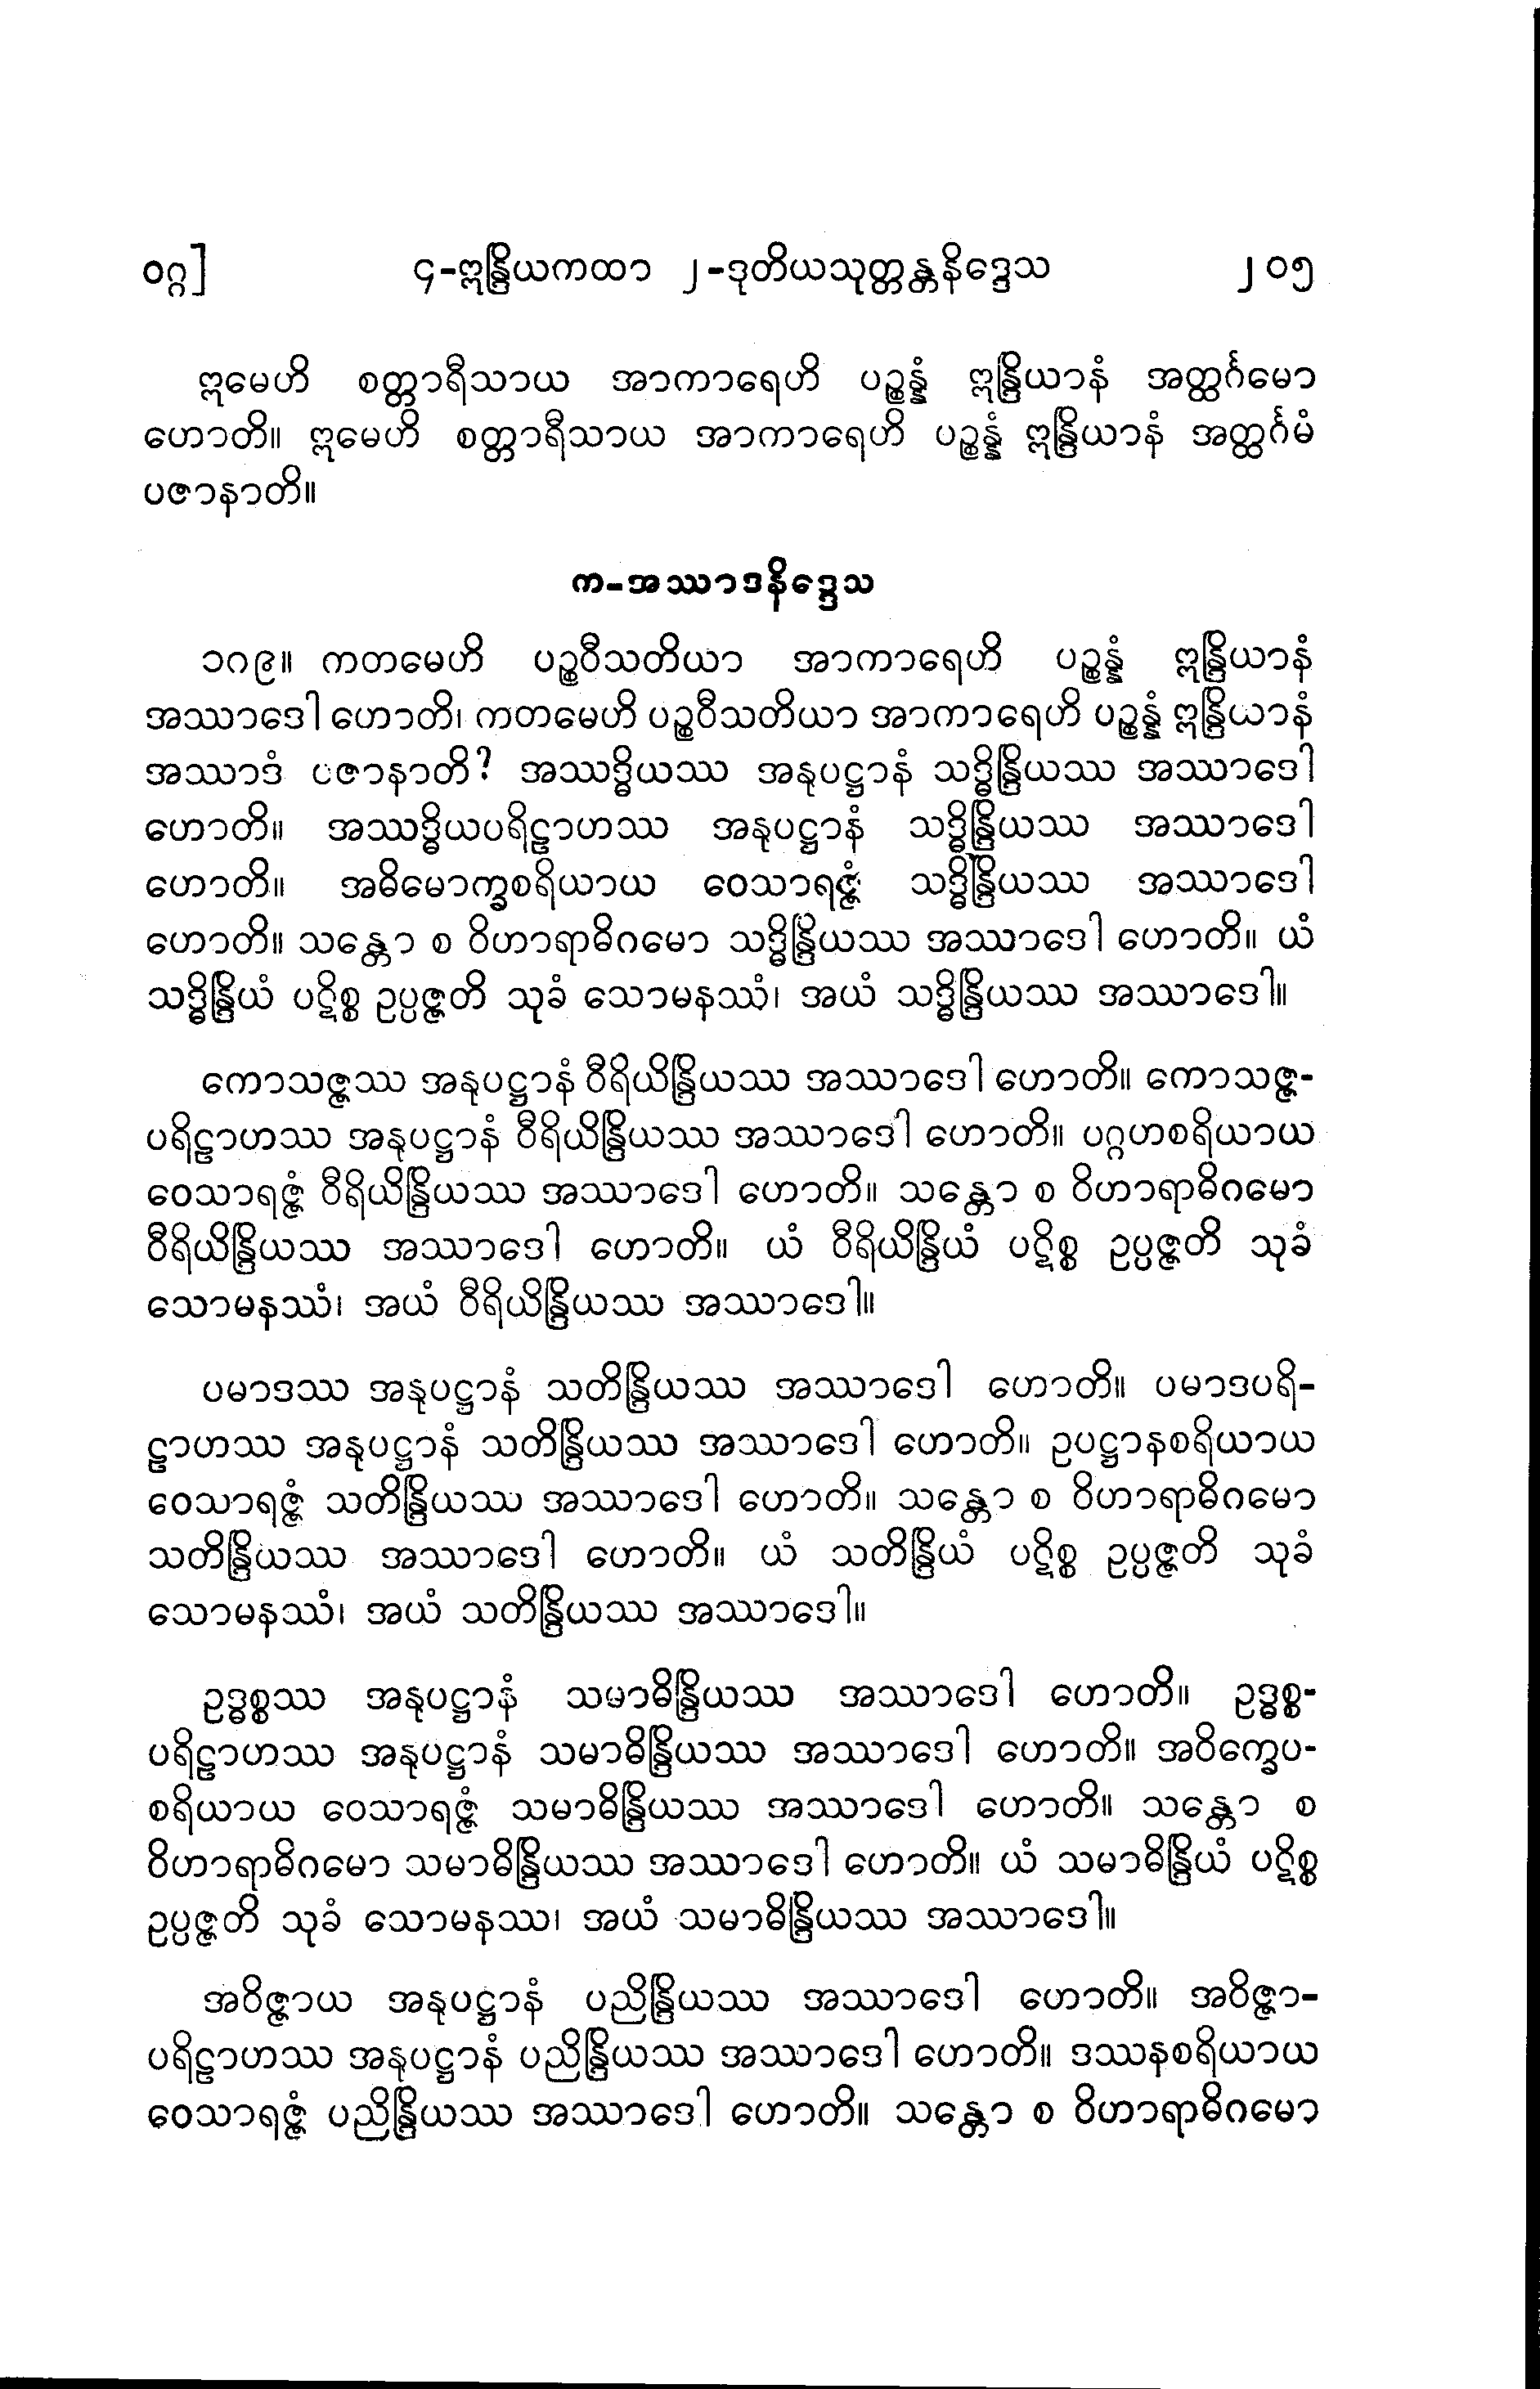 ဝဂ္ဂ] ၄-ဣန္ဒြိယကထာ ၂-ဒုတိယသုတ္တန္တနိဒ္ဒေသ ၂၀၅
ဣမေဟိ စတ္တာရီသာယ အာကာရေဟိ ပဉ္စန္နံ ဣန္ဒြိယာနံ အတ္ထင်္ဂမော
ဟောတိ။ ဣမေဟိ စတ္တာရီသာယ အာကာရေဟိ ပဉ္စန္နံ ဣန္ဒြိယာနံ အတ္ထင်္ဂမံ
ပဇာနာတိ။
က-အဿာဒနိဒ္ဒေသ
၁၈၉။ ကတမေဟိ ပဉ္စဝီသတိယာ အာကာရေဟိ ပဉ္စန္နံ ဣန္ဒြိယာနံ
အဿာဒေါ ဟောတိ၊ ကတမေဟိ ပဉ္စဝီသတိယာ အာကာရေဟိ ပဉ္စန္နံ ဣန္ဒြိယာနံ
အဿာဒံ ပဇာနာတိ? အဿဒ္ဓိယဿ အနုပဋ္ဌာနံ သဒ္ဓိန္ဒြိယဿ အဿာဒေါ
ဟောတိ။ အဿဒ္ဓိယပရိဠာဟဿ အနုပဋ္ဌာနံ သဒ္ဓိန္ဒြိယဿ အဿာဒေါ
ဟောတိ။ အဓိမောက္ခစရိယာယ ဝေသာရဇ္ဇံ သဒ္ဓိန္ဒြိယဿ အဿာဒေါ
ဟောတိ။ သန္တော စ ဝိဟာရာဓိဂမော သဒ္ဓိန္ဒြိယဿ အဿာဒေါ ဟောတိ။ ယံ
သဒ္ဓိန္ဒြိယံ ပဋိစ္စ ဥပ္ပဇ္ဇတိ သုခံ သောမနဿံ၊ အယံ သဒ္ဓိန္ဒြိယဿ အဿာဒေါ။
ကောသဇ္ဇဿ အနုပဋ္ဌာနံ ဝီရိယိန္ဒြိယဿ အဿာဒေါ ဟောတိ။ ကောသဇ္ဇ-
ပရိဠာဟဿ အနုပဋ္ဌာနံ ဝီရိယိန္ဒြိယဿ အဿာဒေါ ဟောတိ။ ပဂ္ဂဟစရိယာယ
ဝေသာရဇ္ဇံ ဝီရိယိန္ဒြိယဿ အဿာဒေါ ဟောတိ။ သန္တော စ ဝိဟာရာဓိဂမော
ဝီရိယိန္ဒြိယဿ အဿာဒေါ ဟောတိ။ ယံ ဝီရိယိန္ဒြိယံ ပဋိစ္စ ဥပ္ပဇ္ဇတိ သုခံ
သောမနဿံ၊ အယံ ဝီရိယိန္ဒြိယဿ အဿာဒေါ။
ပမာဒဿ အနုပဋ္ဌာနံ သတိန္ဒြိယဿ အဿာဒေါ ဟောတိ။ ပမာဒပရိ-
ဠာဟဿ အနုပဋ္ဌာနံ သတိန္ဒြိယဿ အဿာဒေါ ဟောတိ။ ဥပဋ္ဌာနစရိယာယ
ဝေသာရဇ္ဇံ သတိန္ဒြိယဿ အဿာဒေါ ဟောတိ။ သန္တော စ ဝိဟာရာဓိဂမော
သတိန္ဒြိယဿ အဿာဒေါ ဟောတိ။ ယံ သတိန္ဒြိယံ ပဋိစ္စ ဥပ္ပဇ္ဇတိ သုခံ
သောမနဿံ၊ အယံ သတိန္ဒြိယဿ အဿာဒေါ။
ဥဒ္ဓစ္စဿ အနုပဋ္ဌာနံ သမာဓိန္ဒြိယဿ အဿာဒေါ ဟောတိ။ ဥဒ္ဓစ္စ-
ပရိဠာဟဿ အနုပဋ္ဌာနံ သမာဓိန္ဒြိယဿ အဿာဒေါ ဟောတိ။ အဝိက္ခေပ-
စရိယာယ ဝေသာရဇ္ဇံ သမာဓိန္ဒြိယဿ အဿာဒေါ ဟောတိ။ သန္တော စ
ဝိဟာရာဓိဂမော သမာဓိန္ဒြိယဿ အဿာဒေါ ဟောတိ။ ယံ သမာဓိန္ဒြိယံ ပဋိစ္စ
ဥပ္ပဇ္ဇတိ သုခံ သောမနဿ၊ အယံ သမာဓိန္ဒြိယဿ အဿာဒေါ။
အဝိဇ္ဇာယ အနုပဋ္ဌာနံ ပညိန္ဒြိယဿ အဿာဒေါ ဟောတိ။ အဝိဇ္ဇာ-
ပရိဠာဟဿ အနုပဋ္ဌာနံ ပညိန္ဒြိယဿ အဿာဒေါ ဟောတိ။ ဒဿနစရိယာယ
ဝေသာရဇ္ဇံ ပညိန္ဒြိယဿ အဿာဒေါ ဟောတိ။ သန္တော စ ဝိဟာရာဓိဂမော